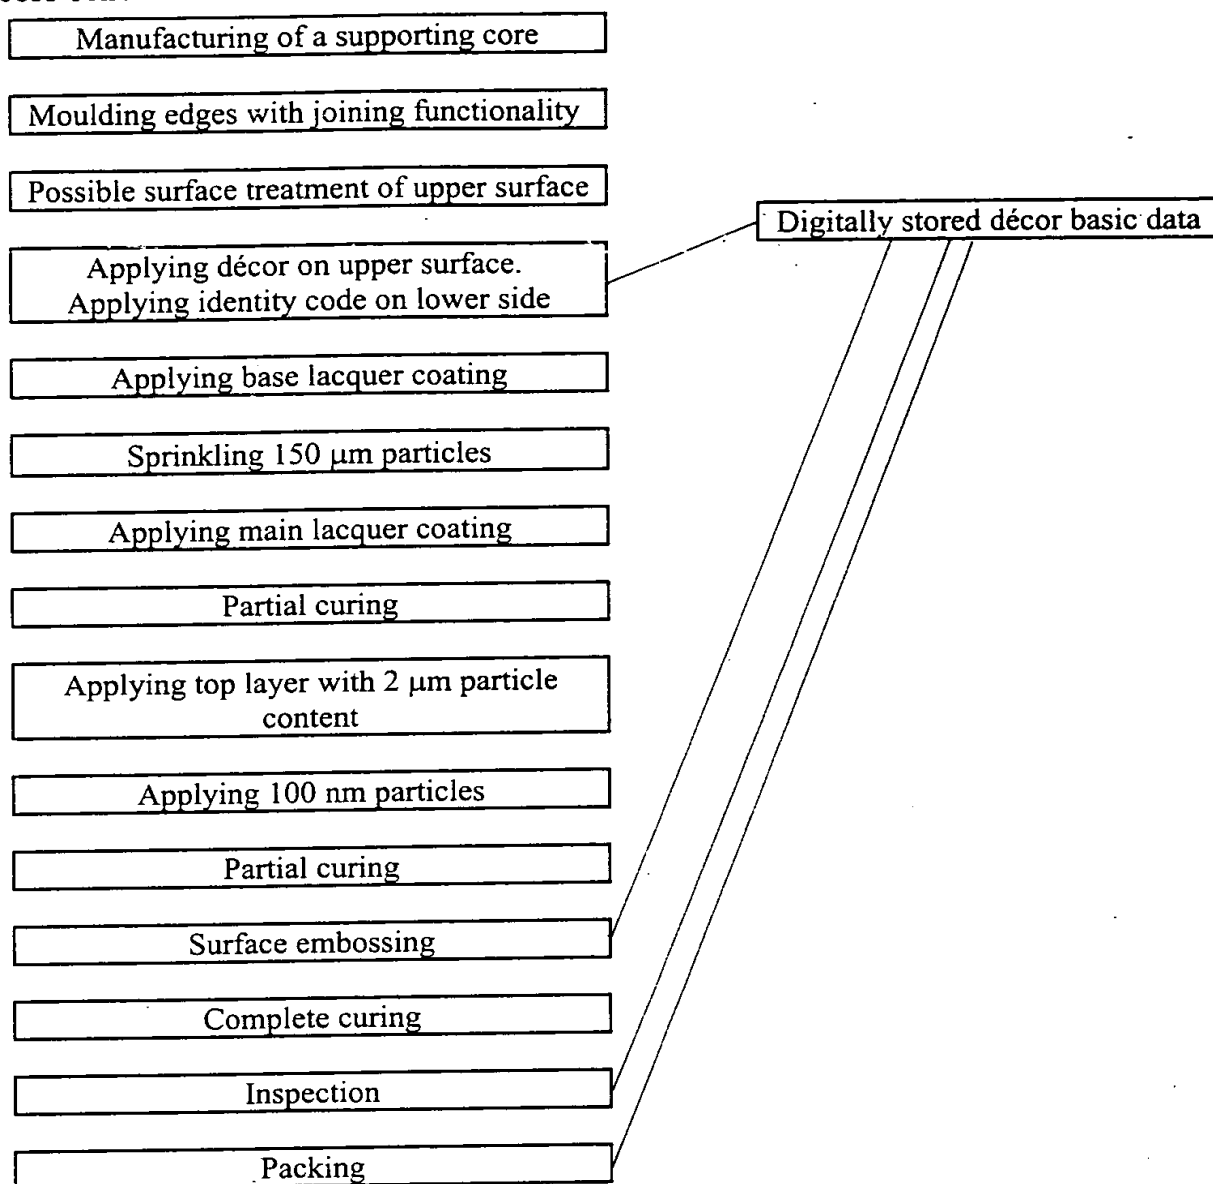 Manufacturing of a supporting core
Moulding edges with joining functionality
Possible surface treatment of upper surface
Digitally stored décor basic data
Applying décor on upper surface.
Applying identity code on lower side
Applying base lacquer coating
Sprinkling 150 μm particles
Applying main lacquer coating
Partial curing
Applying top layer with 2 μm particle
content
Applying 100 nm particles
Partial curing
Surface embossing
Complete curing
Inspection
Packing